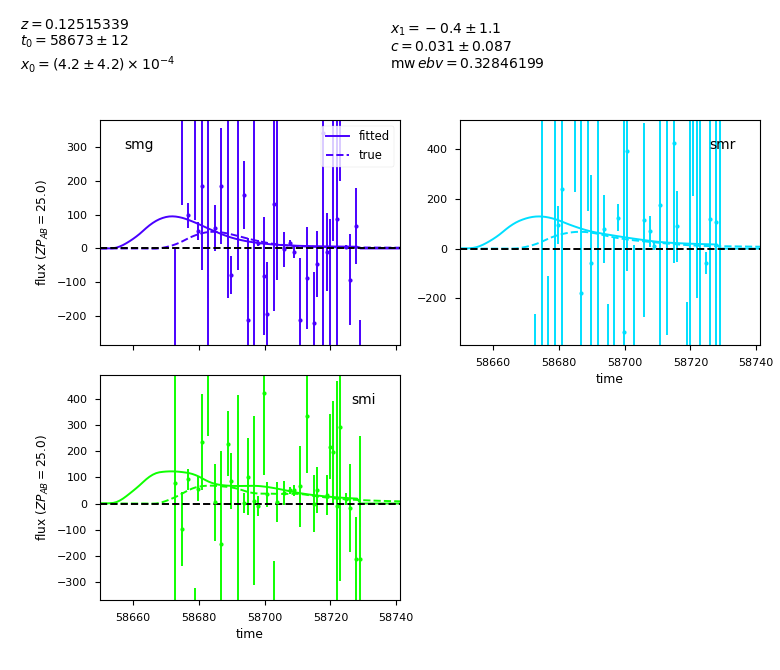 z = 0.12515339
t₀ = 58673 ± 12
x₀ = (4.2 ± 4.2) × 10⁻⁴
x₁ = −0.4 ± 1.1
c = 0.031 ± 0.087
mw ebv = 0.32846199
smg
fitted
true
flux (ZP_AB = 25.0)
300
200
100
0
−100
−200
smr
400
200
0
−200
58660 58680 58700 58720 58740
time
smi
flux (ZP_AB = 25.0)
400
300
200
100
0
−100
−200
−300
58660 58680 58700 58720 58740
time